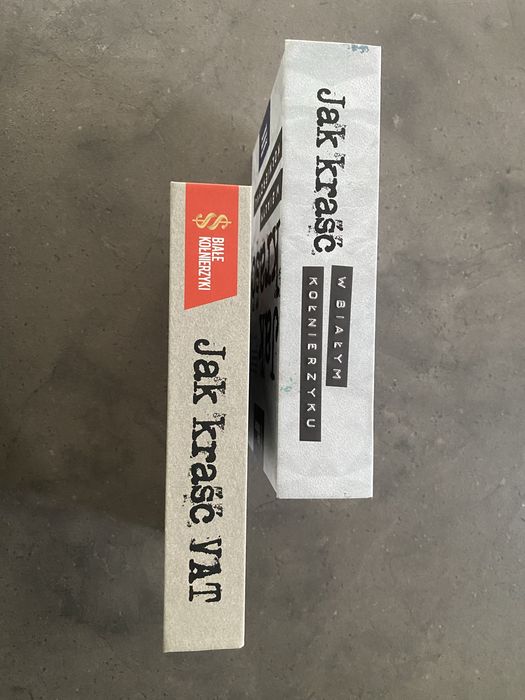 BIAŁE
KOŁNIERZYKI
Jak kraść VAT
Jak kraść
W BIAŁYM
KOŁNIERZYKU